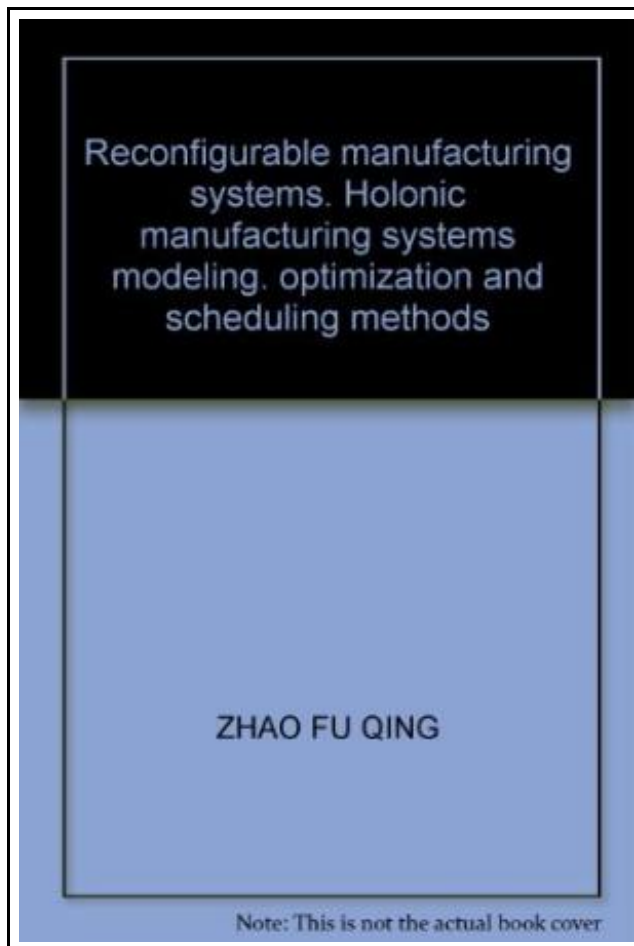 Reconfigurable manufacturing
systems. Holonic
manufacturing systems
modeling. optimization and
scheduling methods
ZHAO FU QING
Note: This is not the actual book cover